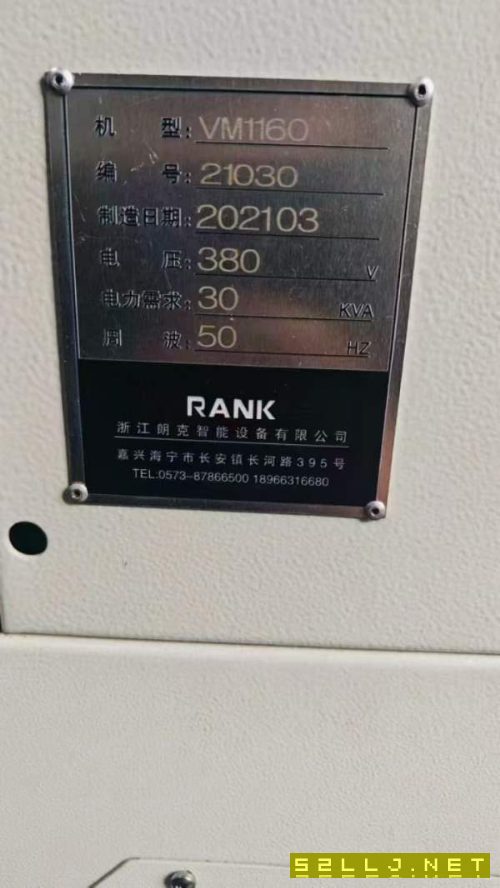 机 型: VM1160
编 号: 21030
制造日期: 202103
电 压: 380 V
电力需求: 30 KVA
周 波: 50 HZ
RANK
浙江朗克智能设备有限公司
嘉兴海宁市长安镇长河路395号
TEL:0573-87866500 18966316680
52LLJ.NET